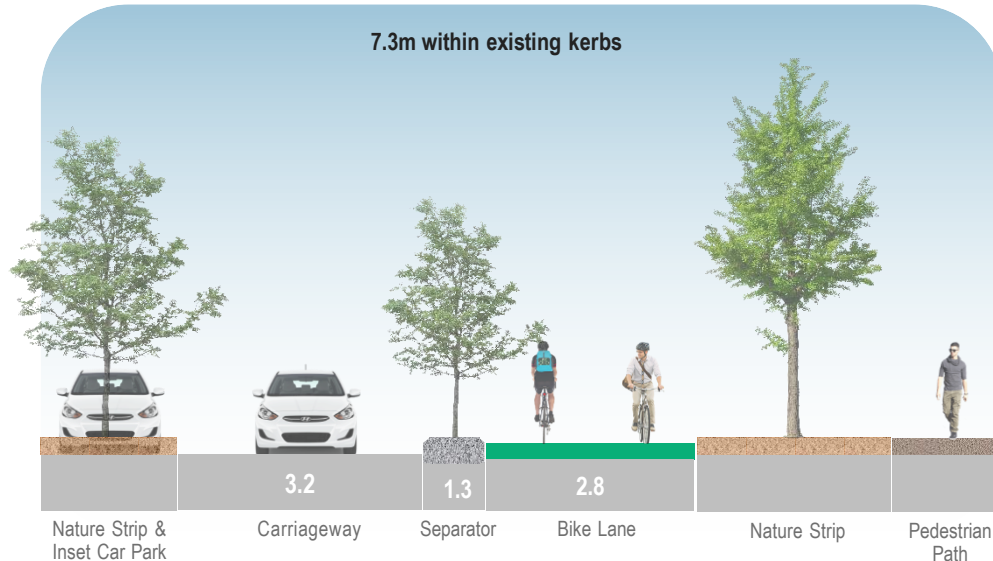 7.3m within existing kerbs
3.2
1.3
2.8
Nature Strip &
Inset Car Park
Carriageway
Separator
Bike Lane
Nature Strip
Pedestrian
Path